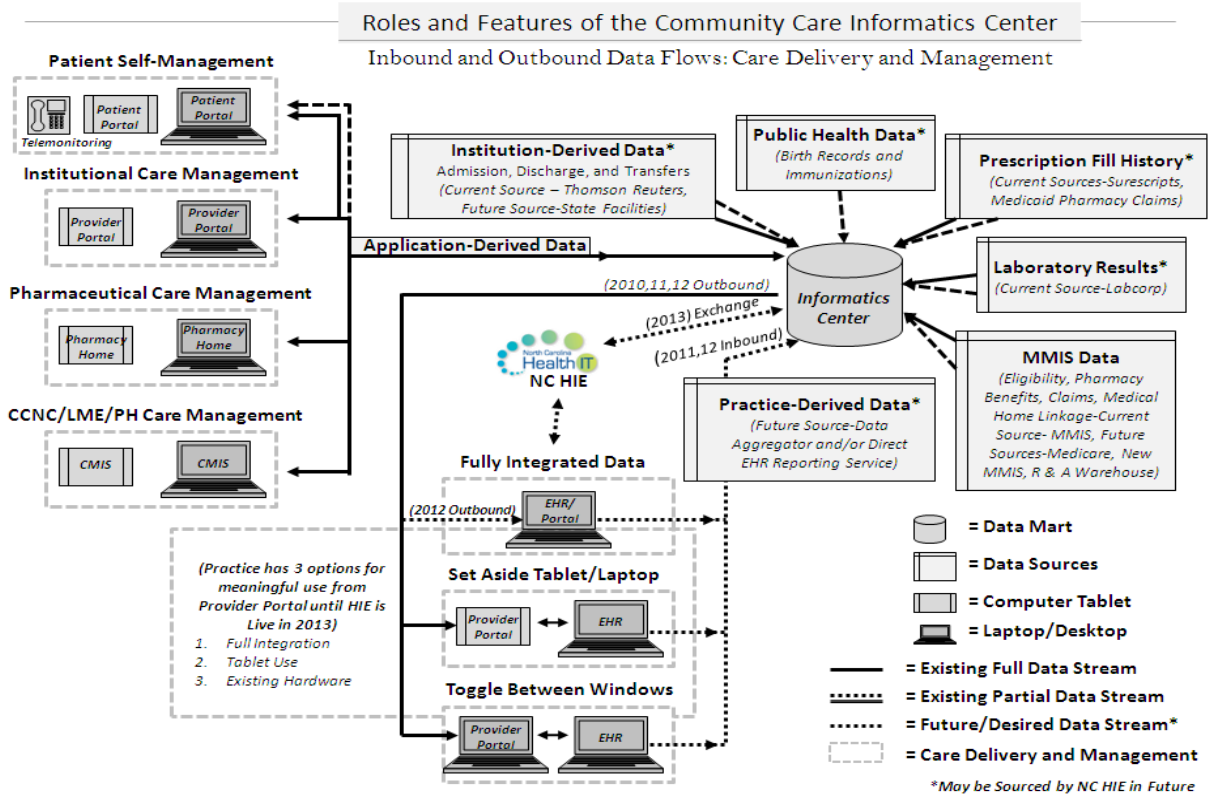 Roles and Features of the Community Care Informatics Center
Inbound and Outbound Data Flows: Care Delivery and Management
Patient Self-Management
Patient
Portal
Patient
Portal
Telemonitoring
Institutional Care Management
Provider
Portal
Provider
Portal
Pharmaceutical Care Management
Pharmacy
Home
Pharmacy
Home
CCNC/LME/PH Care Management
CMIS
CMIS
Application-Derived Data
Institution-Derived Data*
Admission, Discharge, and Transfers
(Current Source – Thomson Reuters,
Future Source-State Facilities)
Public Health Data*
(Birth Records and
Immunizations)
Prescription Fill History*
(Current Sources-Surescripts,
Medicaid Pharmacy Claims)
Informatics
Center
Laboratory Results*
(Current Source-Labcorp)
MMIS Data
(Eligibility, Pharmacy
Benefits, Claims, Medical
Home Linkage-Current
Source- MMIS, Future
Sources-Medicare, New
MMIS, R & A Warehouse)
(2010,11,12 Outbound)
(2013) Exchange
(2011,12 Inbound)
North Carolina
Health IT
NC HIE
Practice-Derived Data*
(Future Source-Data
Aggregator and/or Direct
EHR Reporting Service)
Fully Integrated Data
(2012 Outbound)
EHR/
Portal
(Practice has 3 options for
meaningful use from
Provider Portal until HIE is
Live in 2013)
1. Full Integration
2. Tablet Use
3. Existing Hardware
Set Aside Tablet/Laptop
Provider
Portal
EHR
Toggle Between Windows
Provider
Portal
EHR
= Data Mart
= Data Sources
= Computer Tablet
= Laptop/Desktop
= Existing Full Data Stream
= Existing Partial Data Stream
= Future/Desired Data Stream*
= Care Delivery and Management
*May be Sourced by NC HIE in Future